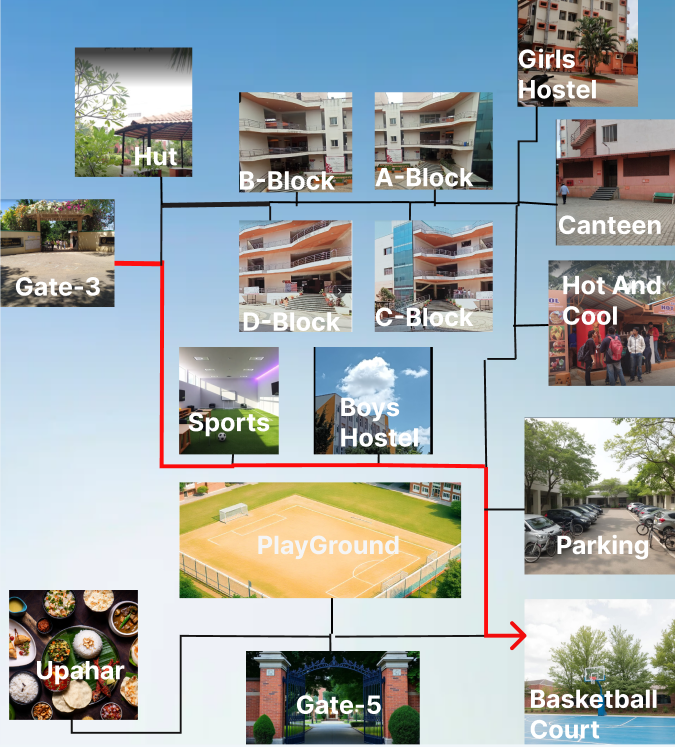 Girls
Hostel
Hut
B-Block
A-Block
Canteen
Gate-3
D-Block
C-Block
Hot And
Cool
Sports
Boys
Hostel
PlayGround
Parking
Upahar
Gate-5
Basketball
Court